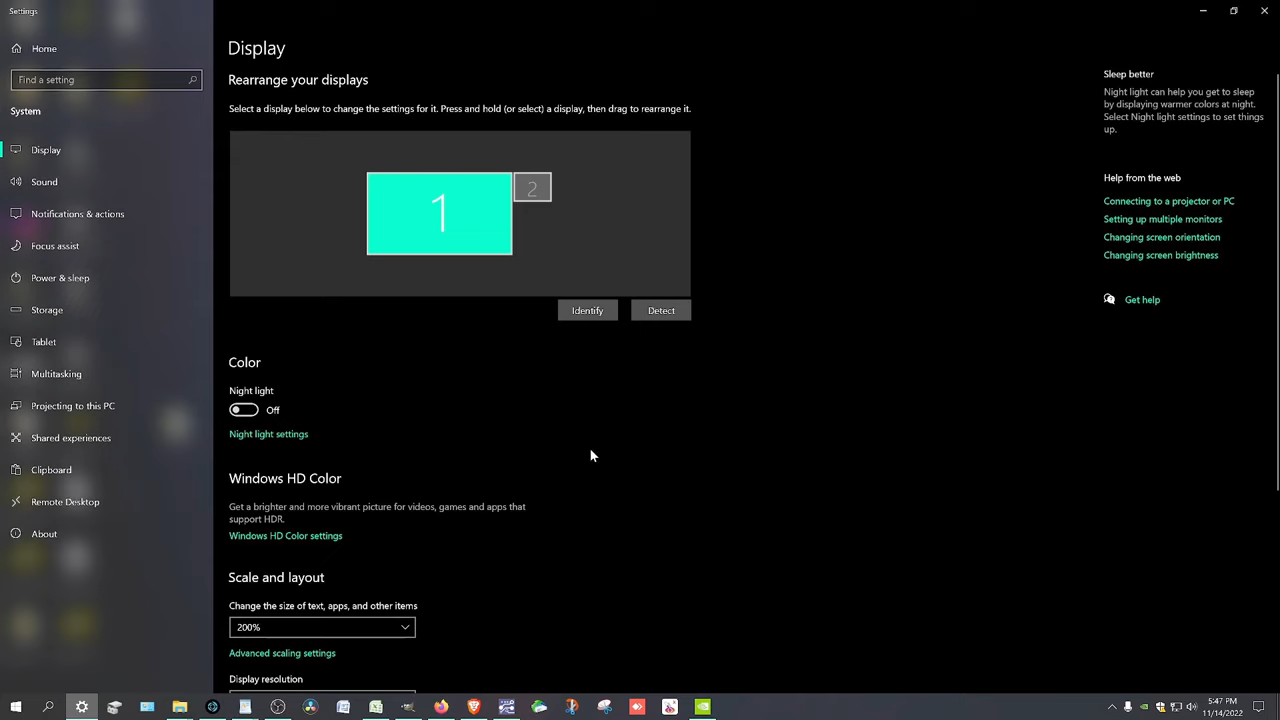 Settings
Home
Find a setting
System
Display
Sound
Notifications & actions
Focus assist
Power & sleep
Storage
Tablet
Multitasking
Projecting to this PC
Shared experiences
Clipboard
Remote Desktop
About
Display
Rearrange your displays
Select a display below to change the settings for it. Press and hold (or select) a display, then drag to rearrange it.
1
2
Identify
Detect
Color
Night light
Off
Night light settings
Windows HD Color
Get a brighter and more vibrant picture for videos, games and apps that
support HDR.
Windows HD Color settings
Scale and layout
Change the size of text, apps, and other items
200%
Advanced scaling settings
Display resolution
Sleep better
Night light can help you get to sleep
by displaying warmer colors at night.
Select Night light settings to set things
up.
Help from the web
Connecting to a projector or PC
Setting up multiple monitors
Changing screen orientation
Changing screen brightness
Get help
5:47 PM
11/14/2022